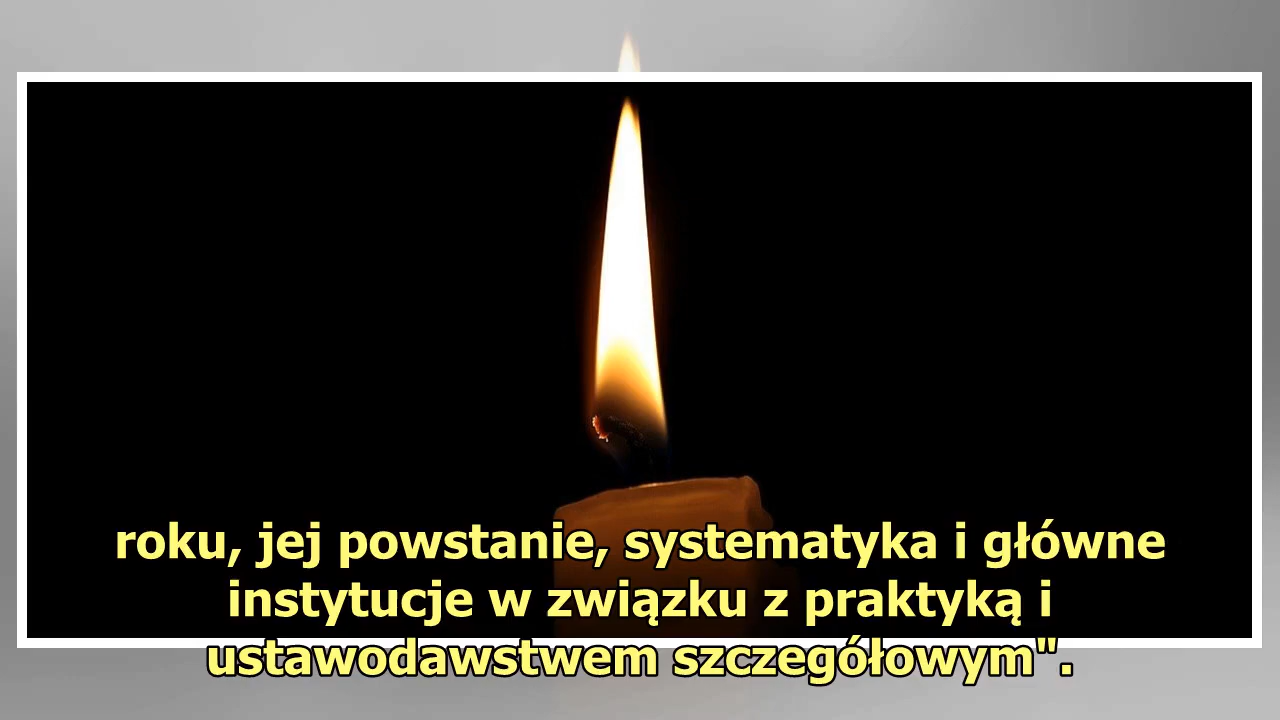 roku, jej powstanie, systematyka i główne
instytucje w związku z praktyką i
ustawodawstwem szczegółowym".